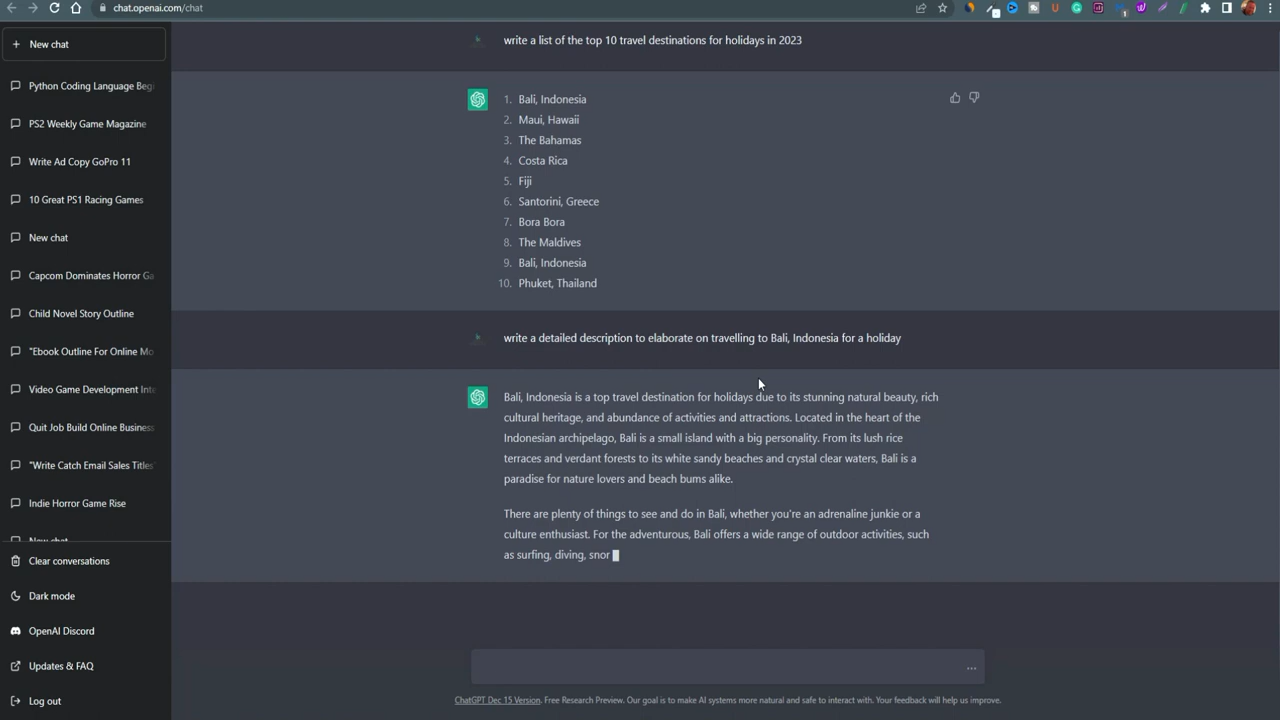 chat.openai.com/chat
New chat
Python Coding Language Beg
PS2 Weekly Game Magazine
Write Ad Copy GoPro 11
10 Great PS1 Racing Games
New chat
Capcom Dominates Horror Ga
Child Novel Story Outline
"Ebook Outline For Online Mo
Video Game Development Inte
Quit Job Build Online Business
"Write Catch Email Sales Titles"
Indie Horror Game Rise
New chat
Clear conversations
Dark mode
OpenAI Discord
Updates & FAQ
Log out
write a list of the top 10 travel destinations for holidays in 2023
1. Bali, Indonesia
2. Maui, Hawaii
3. The Bahamas
4. Costa Rica
5. Fiji
6. Santorini, Greece
7. Bora Bora
8. The Maldives
9. Bali, Indonesia
10. Phuket, Thailand
write a detailed description to elaborate on travelling to Bali, Indonesia for a holiday
Bali, Indonesia is a top travel destination for holidays due to its stunning natural beauty, rich
cultural heritage, and abundance of activities and attractions. Located in the heart of the
Indonesian archipelago, Bali is a small island with a big personality. From its lush rice
terraces and verdant forests to its white sandy beaches and crystal clear waters, Bali is a
paradise for nature lovers and beach bums alike.
There are plenty of things to see and do in Bali, whether you're an adrenaline junkie or a
culture enthusiast. For the adventurous, Bali offers a wide range of outdoor activities, such
as surfing, diving, snor
ChatGPT Dec 15 Version. Free Research Preview. Our goal is to make AI systems more natural and safe to interact with. Your feedback will help us improve.